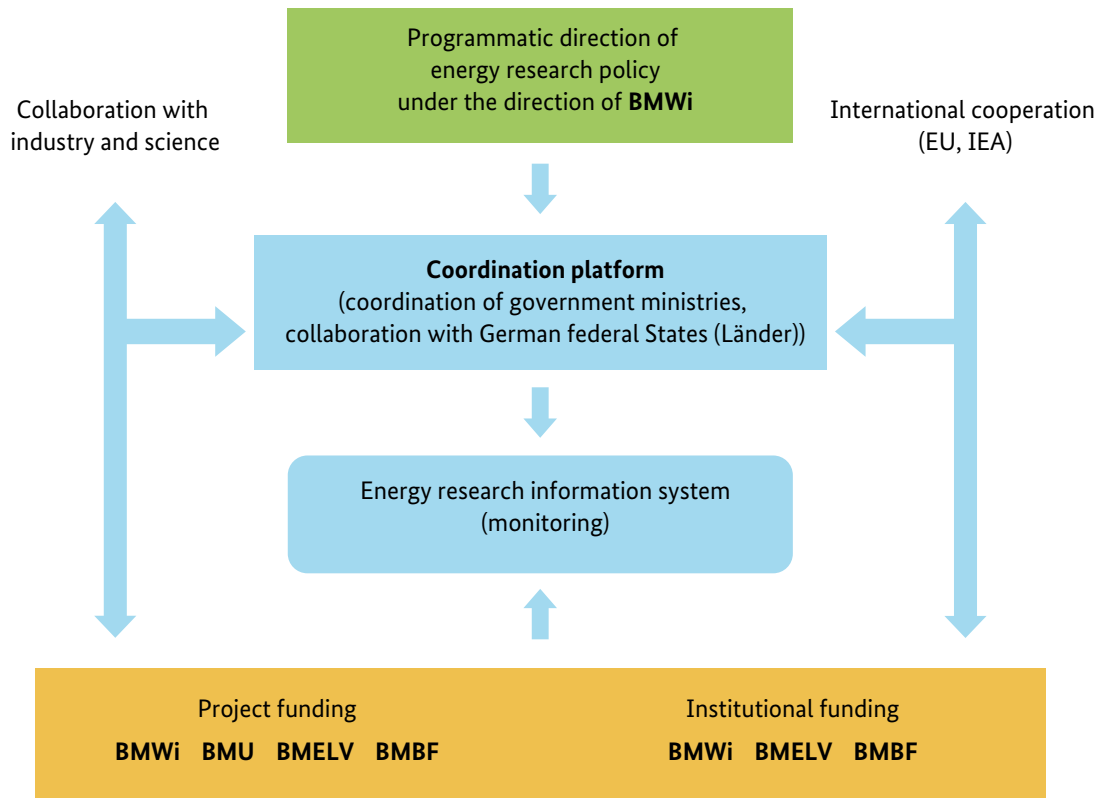 Programmatic direction of
energy research policy
under the direction of BMWi
Collaboration with
industry and science
International cooperation
(EU, IEA)
Coordination platform
(coordination of government ministries,
collaboration with German federal States (Länder))
Energy research information system
(monitoring)
Project funding
BMWi BMU BMELV BMBF
Institutional funding
BMWi BMELV BMBF